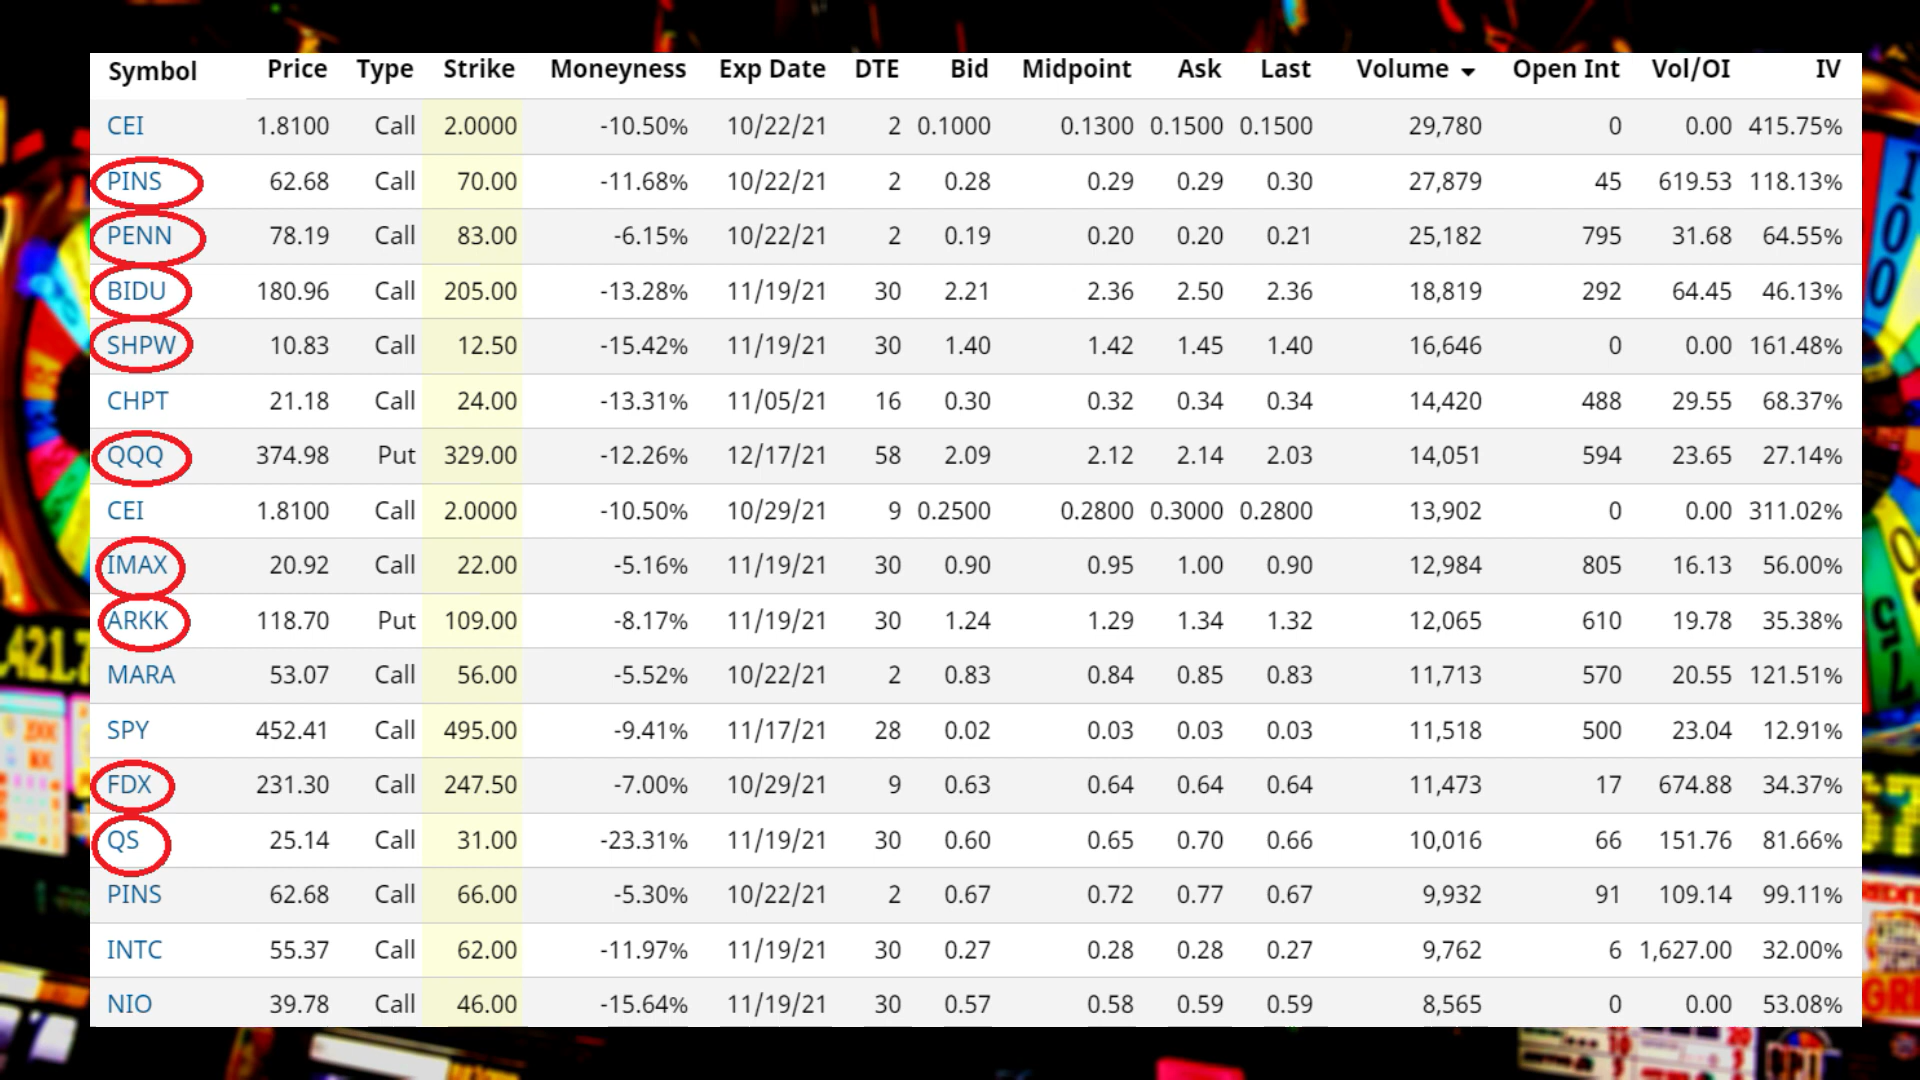 Symbol Price Type Strike Moneyness Exp Date DTE Bid Midpoint Ask Last Volume Open Int Vol/OI IV
CEI 1.8100 Call 2.0000 -10.50% 10/22/21 2 0.1000 0.1300 0.1500 0.1500 29,780 0 0.00 415.75%
PINS 62.68 Call 70.00 -11.68% 10/22/21 2 0.28 0.29 0.29 0.30 27,879 45 619.53 118.13%
PENN 78.19 Call 83.00 -6.15% 10/22/21 2 0.19 0.20 0.20 0.21 25,182 795 31.68 64.55%
BIDU 180.96 Call 205.00 -13.28% 11/19/21 30 2.21 2.36 2.50 2.36 18,819 292 64.45 46.13%
SHPW 10.83 Call 12.50 -15.42% 11/19/21 30 1.40 1.42 1.45 1.40 16,646 0 0.00 161.48%
CHPT 21.18 Call 24.00 -13.31% 11/05/21 16 0.30 0.32 0.34 0.34 14,420 488 29.55 68.37%
QQQ 374.98 Put 329.00 -12.26% 12/17/21 58 2.09 2.12 2.14 2.03 14,051 594 23.65 27.14%
CEI 1.8100 Call 2.0000 -10.50% 10/29/21 9 0.2500 0.2800 0.3000 0.2800 13,902 0 0.00 311.02%
IMAX 20.92 Call 22.00 -5.16% 11/19/21 30 0.90 0.95 1.00 0.90 12,984 805 16.13 56.00%
ARKK 118.70 Put 109.00 -8.17% 11/19/21 30 1.24 1.29 1.34 1.32 12,065 610 19.78 35.38%
MARA 53.07 Call 56.00 -5.52% 10/22/21 2 0.83 0.84 0.85 0.83 11,713 570 20.55 121.51%
SPY 452.41 Call 495.00 -9.41% 11/17/21 28 0.02 0.03 0.03 0.03 11,518 500 23.04 12.91%
FDX 231.30 Call 247.50 -7.00% 10/29/21 9 0.63 0.64 0.64 0.64 11,473 17 674.88 34.37%
QS 25.14 Call 31.00 -23.31% 11/19/21 30 0.60 0.65 0.70 0.66 10,016 66 151.76 81.66%
PINS 62.68 Call 66.00 -5.30% 10/22/21 2 0.67 0.72 0.77 0.67 9,932 91 109.14 99.11%
INTC 55.37 Call 62.00 -11.97% 11/19/21 30 0.27 0.28 0.28 0.27 9,762 6 1,627.00 32.00%
NIO 39.78 Call 46.00 -15.64% 11/19/21 30 0.57 0.58 0.59 0.59 8,565 0 0.00 53.08%
100
75